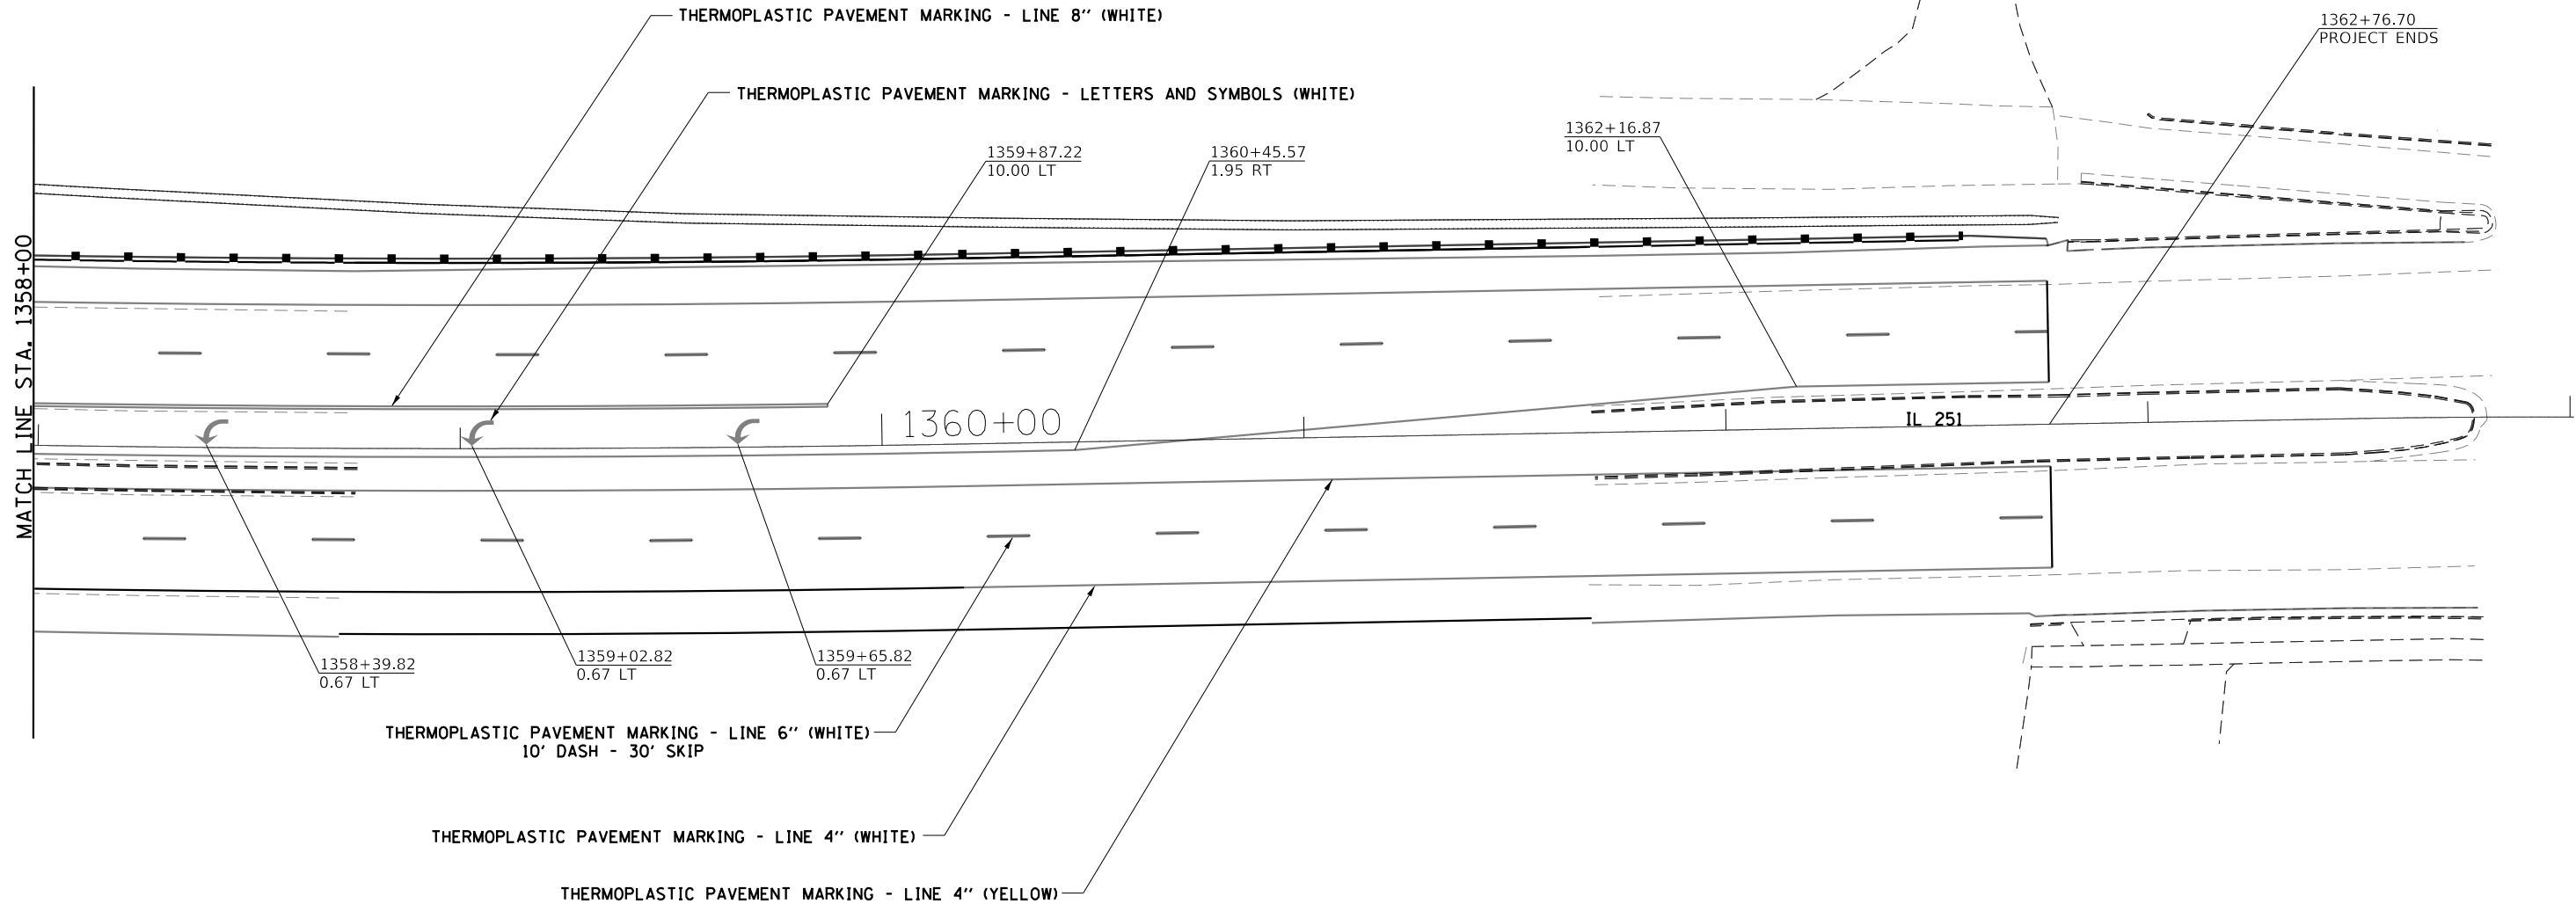 THERMOPLASTIC PAVEMENT MARKING - LINE 8" (WHITE)
1362+76.70
PROJECT ENDS
THERMOPLASTIC PAVEMENT MARKING - LETTERS AND SYMBOLS (WHITE)
1362+16.87
10.00 LT
1359+87.22
10.00 LT
1360+45.57
1.95 RT
MATCH LINE STA. 1358+00
1360+00
IL 251
1358+39.82
0.67 LT
1359+02.82
0.67 LT
1359+65.82
0.67 LT
THERMOPLASTIC PAVEMENT MARKING - LINE 6" (WHITE)
10' DASH - 30' SKIP
THERMOPLASTIC PAVEMENT MARKING - LINE 4" (WHITE)
THERMOPLASTIC PAVEMENT MARKING - LINE 4" (YELLOW)